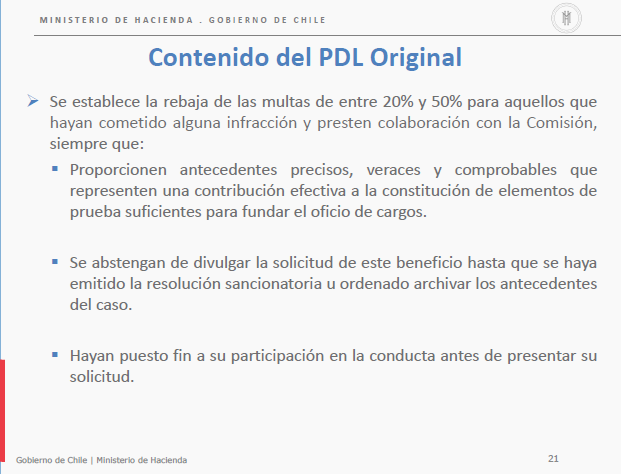 MINISTERIO DE HACIENDA . GOBIERNO DE CHILE
Contenido del PDL Original
Se establece la rebaja de las multas de entre 20% y 50% para aquellos que
hayan cometido alguna infracción y presten colaboración con la Comisión,
siempre que:
Proporcionen antecedentes precisos, veraces y comprobables que
representen una contribución efectiva a la constitución de elementos de
prueba suficientes para fundar el oficio de cargos.
Se abstengan de divulgar la solicitud de este beneficio hasta que se haya
emitido la resolución sancionatoria u ordenado archivar los antecedentes
del caso.
Hayan puesto fin a su participación en la conducta antes de presentar su
solicitud.
Gobierno de Chile | Ministerio de Hacienda
21